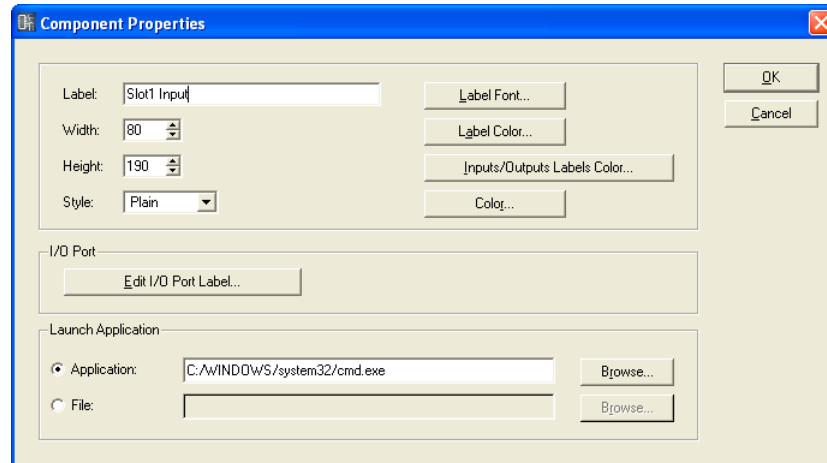 Component Properties
Label: Slot1 Input Label Font... OK
Width: 80 Label Color... Cancel
Height: 190 Inputs/Outputs Labels Color...
Style: Plain Color...
I/O Port
Edit I/O Port Label...
Launch Application
Application: C:/WINDOWS/system32/cmd.exe Browse...
File: Browse...